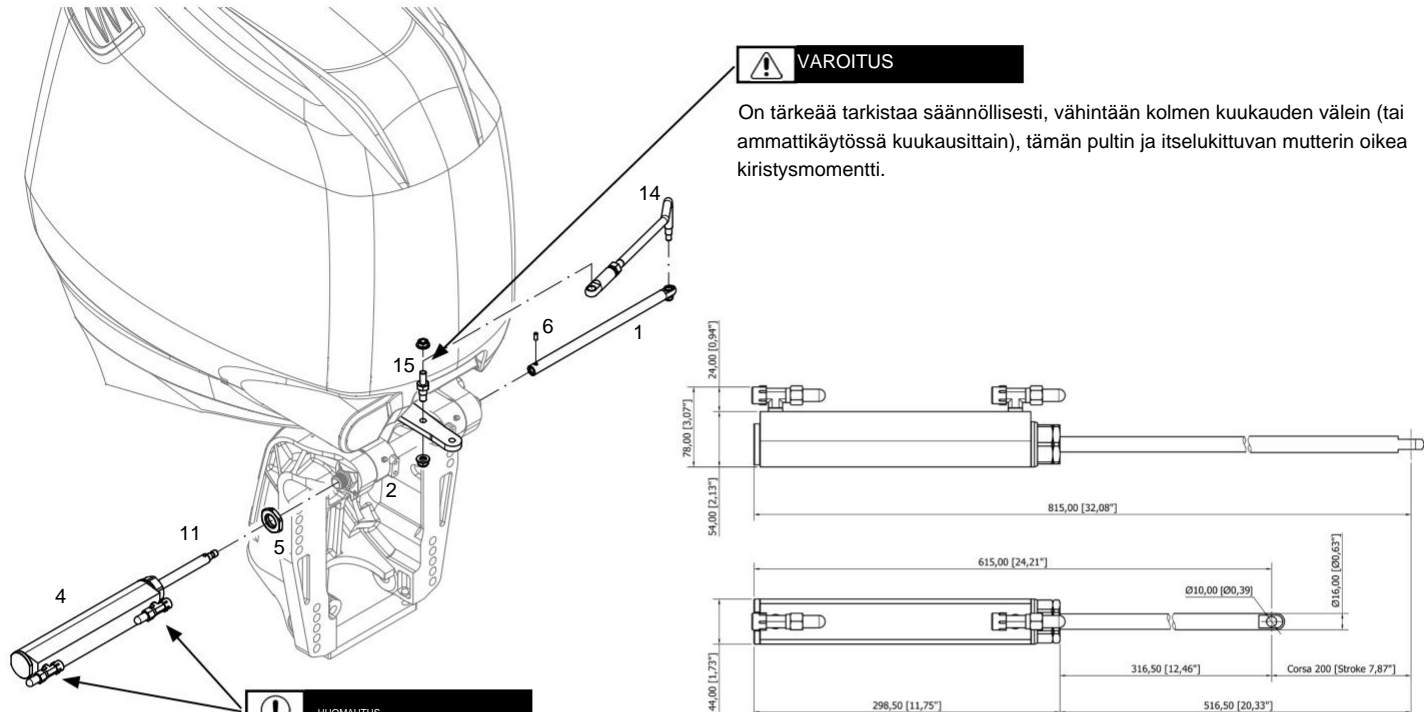 VAROITUS
On tärkeää tarkistaa säännöllisesti, vähintään kolmen kuukauden välein (tai
ammattikäytössä kuukausittain), tämän pultin ja itselukittuvan mutterin oikea
kiristysmomentti.
14
6
1
15
2
11
5
4
HUOMAUTUS
24,00 [0,94"]
78,00 [3,07"]
54,00 [2,13"]
815,00 [32,08"]
615,00 [24,21"]
Ø10,00 [Ø0,39]
Ø16,00 [Ø0,63"]
316,50 [12,46"]
Corsa 200 [Stroke 7,87"]
44,00 [1,73"]
298,50 [11,75"]
516,50 [20,33"]